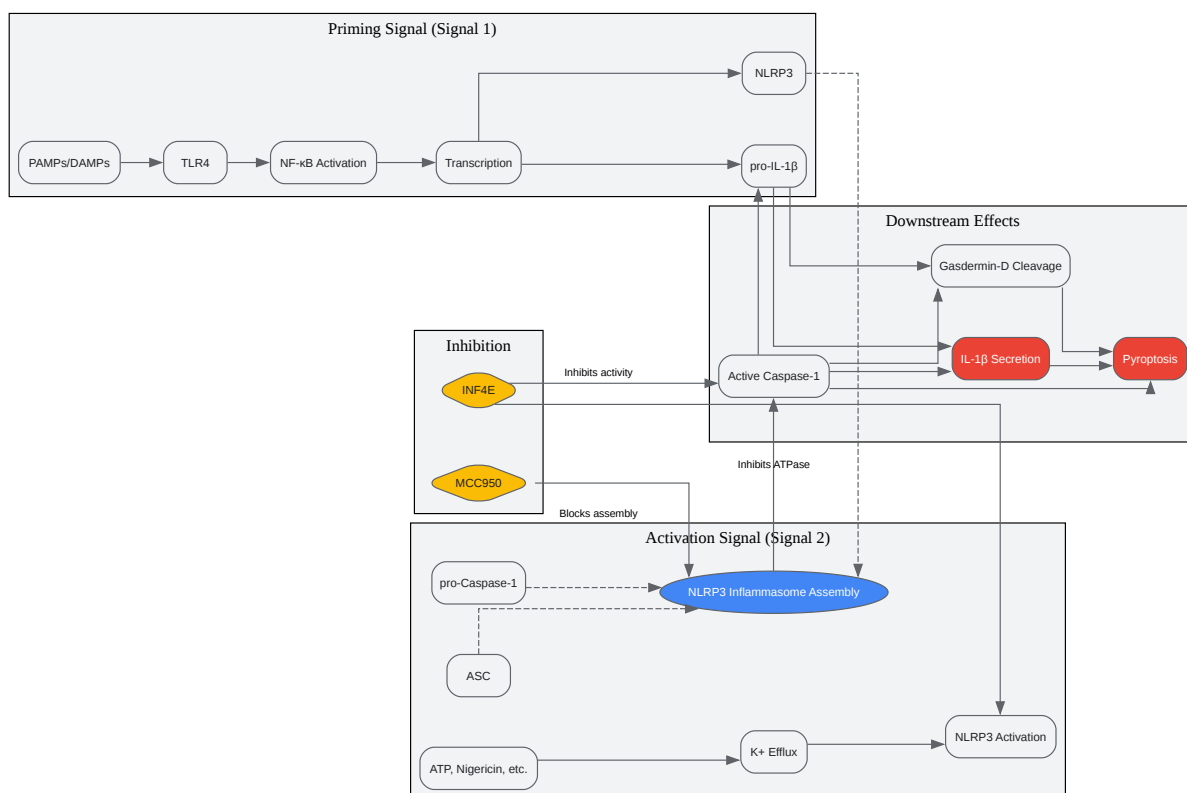 Priming Signal (Signal 1)
NLRP3
PAMPs/DAMPs
TLR4
NF-κB Activation
Transcription
pro-IL-1β
Downstream Effects
Gasdermin-D Cleavage
Inhibition
IL-1β Secretion
Pyroptosis
INF4E
Inhibits activity
Active Caspase-1
Inhibits ATPase
MCC950
Blocks assembly
Activation Signal (Signal 2)
pro-Caspase-1
NLRP3 Inflammasome Assembly
ASC
NLRP3 Activation
K+ Efflux
ATP, Nigericin, etc.